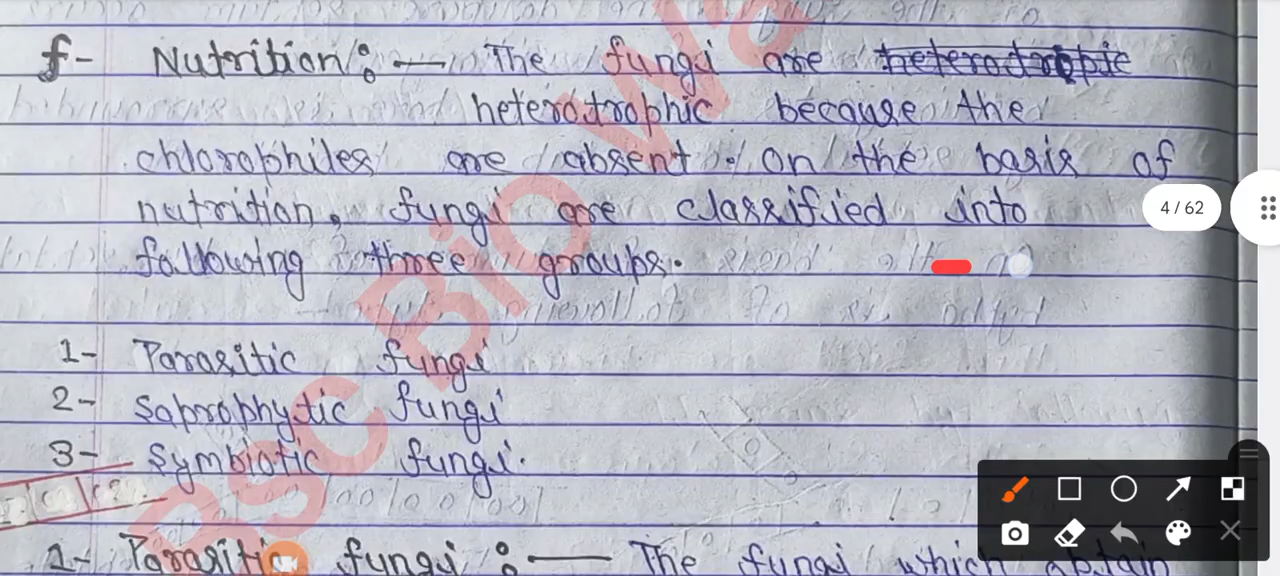 f- Nutrition :— The fungi are heterotropic
heterotrophic because the
chlorophiles are absent. On the basis of
nutrition, fungi are classified into
following three groups.
4 / 62
1- Parasitic fungi
2- Saprophytic fungi
3- Symbiotic fungi.
1- Parasitic fungi :— The fungi which obtain
BSC BiO Wa